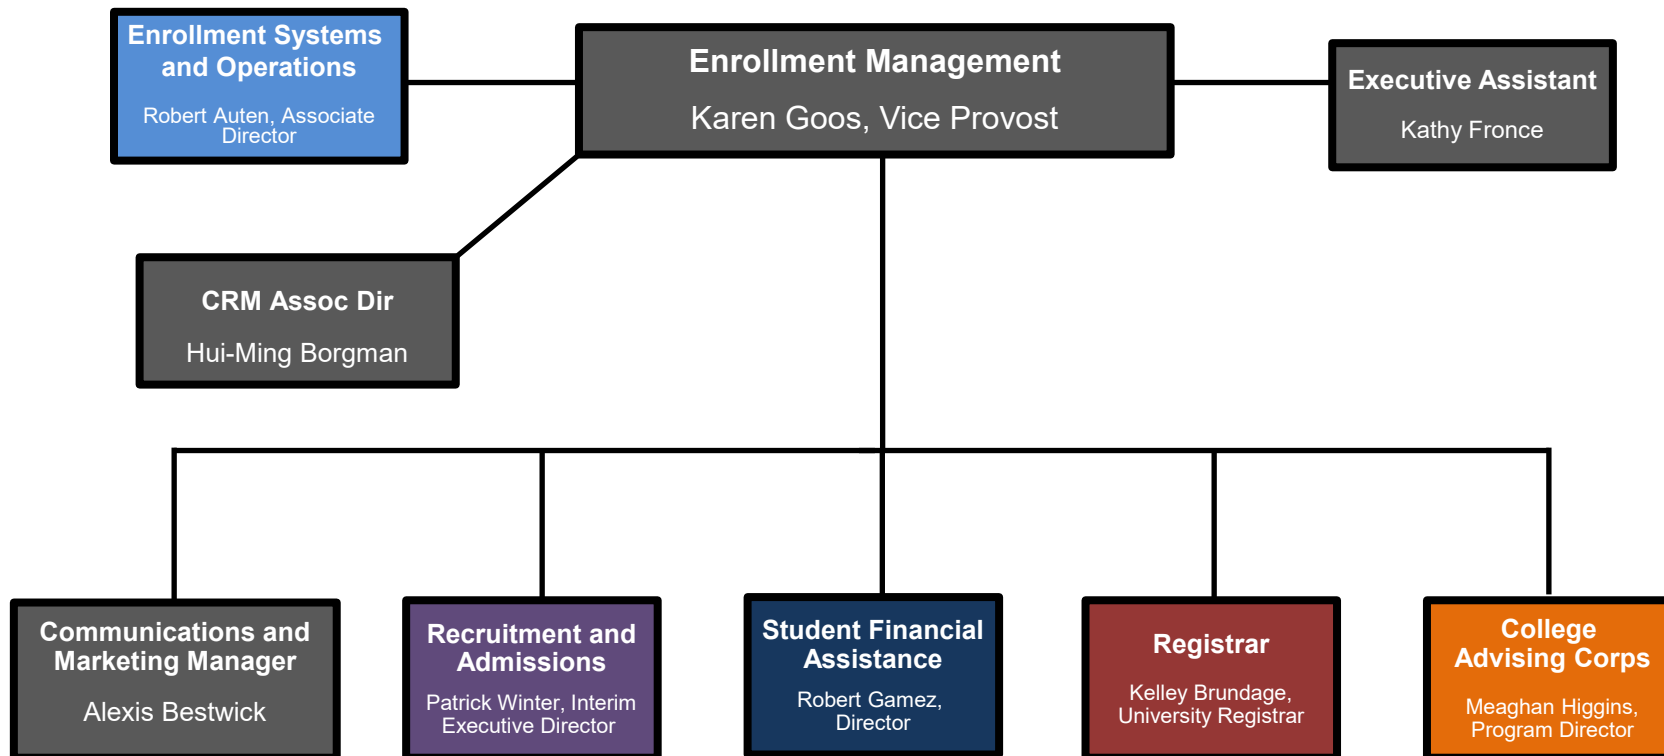 Enrollment Systems
and Operations
Robert Auten, Associate
Director
Enrollment Management
Karen Goos, Vice Provost
Executive Assistant
Kathy Fronce
CRM Assoc Dir
Hui-Ming Borgman
Communications and
Marketing Manager
Alexis Bestwick
Recruitment and
Admissions
Patrick Winter, Interim
Executive Director
Student Financial
Assistance
Robert Gamez,
Director
Registrar
Kelley Brundage,
University Registrar
College
Advising Corps
Meaghan Higgins,
Program Director